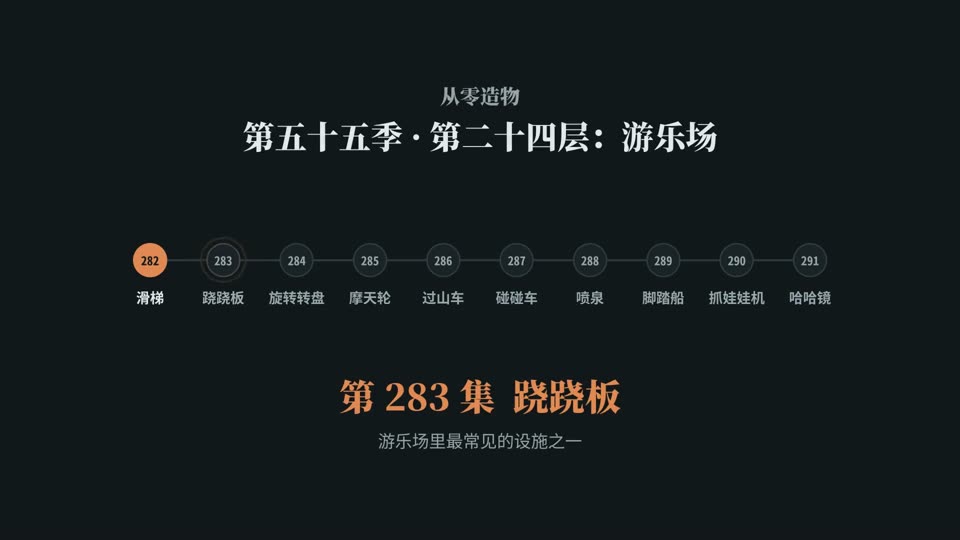 从零造物
第五十五季 · 第二十四层：游乐场
282 283 284 285 286 287 288 289 290 291
滑梯 跷跷板 旋转转盘 摩天轮 过山车 碰碰车 喷泉 脚踏船 抓娃娃机 哈哈镜
第 283 集 跷跷板
游乐场里最常见的设施之一